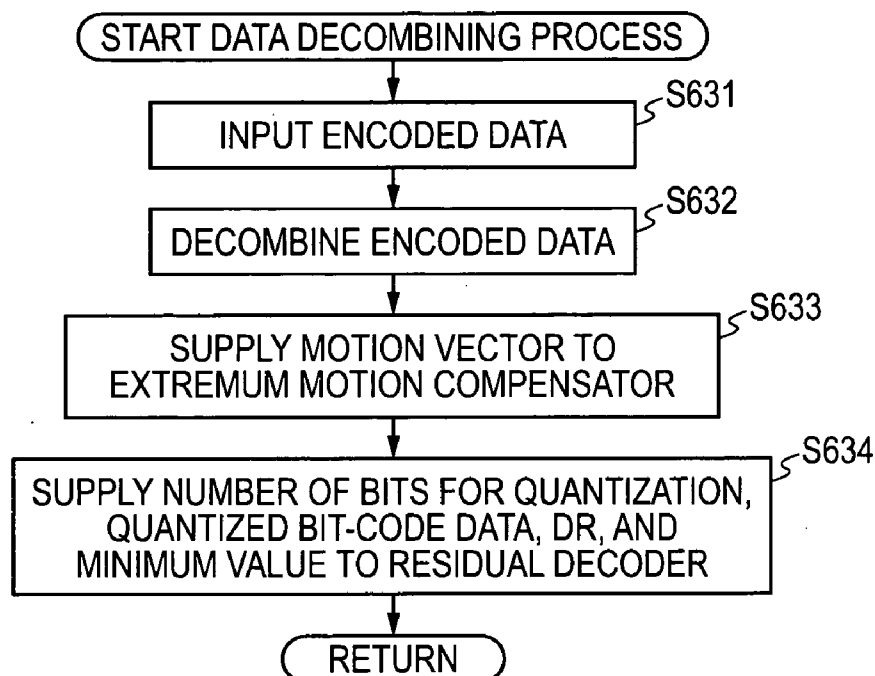 START DATA DECOMBINING PROCESS
S631
INPUT ENCODED DATA
S632
DECOMBINE ENCODED DATA
S633
SUPPLY MOTION VECTOR TO
EXTREMUM MOTION COMPENSATOR
S634
SUPPLY NUMBER OF BITS FOR QUANTIZATION,
QUANTIZED BIT-CODE DATA, DR, AND
MINIMUM VALUE TO RESIDUAL DECODER
RETURN